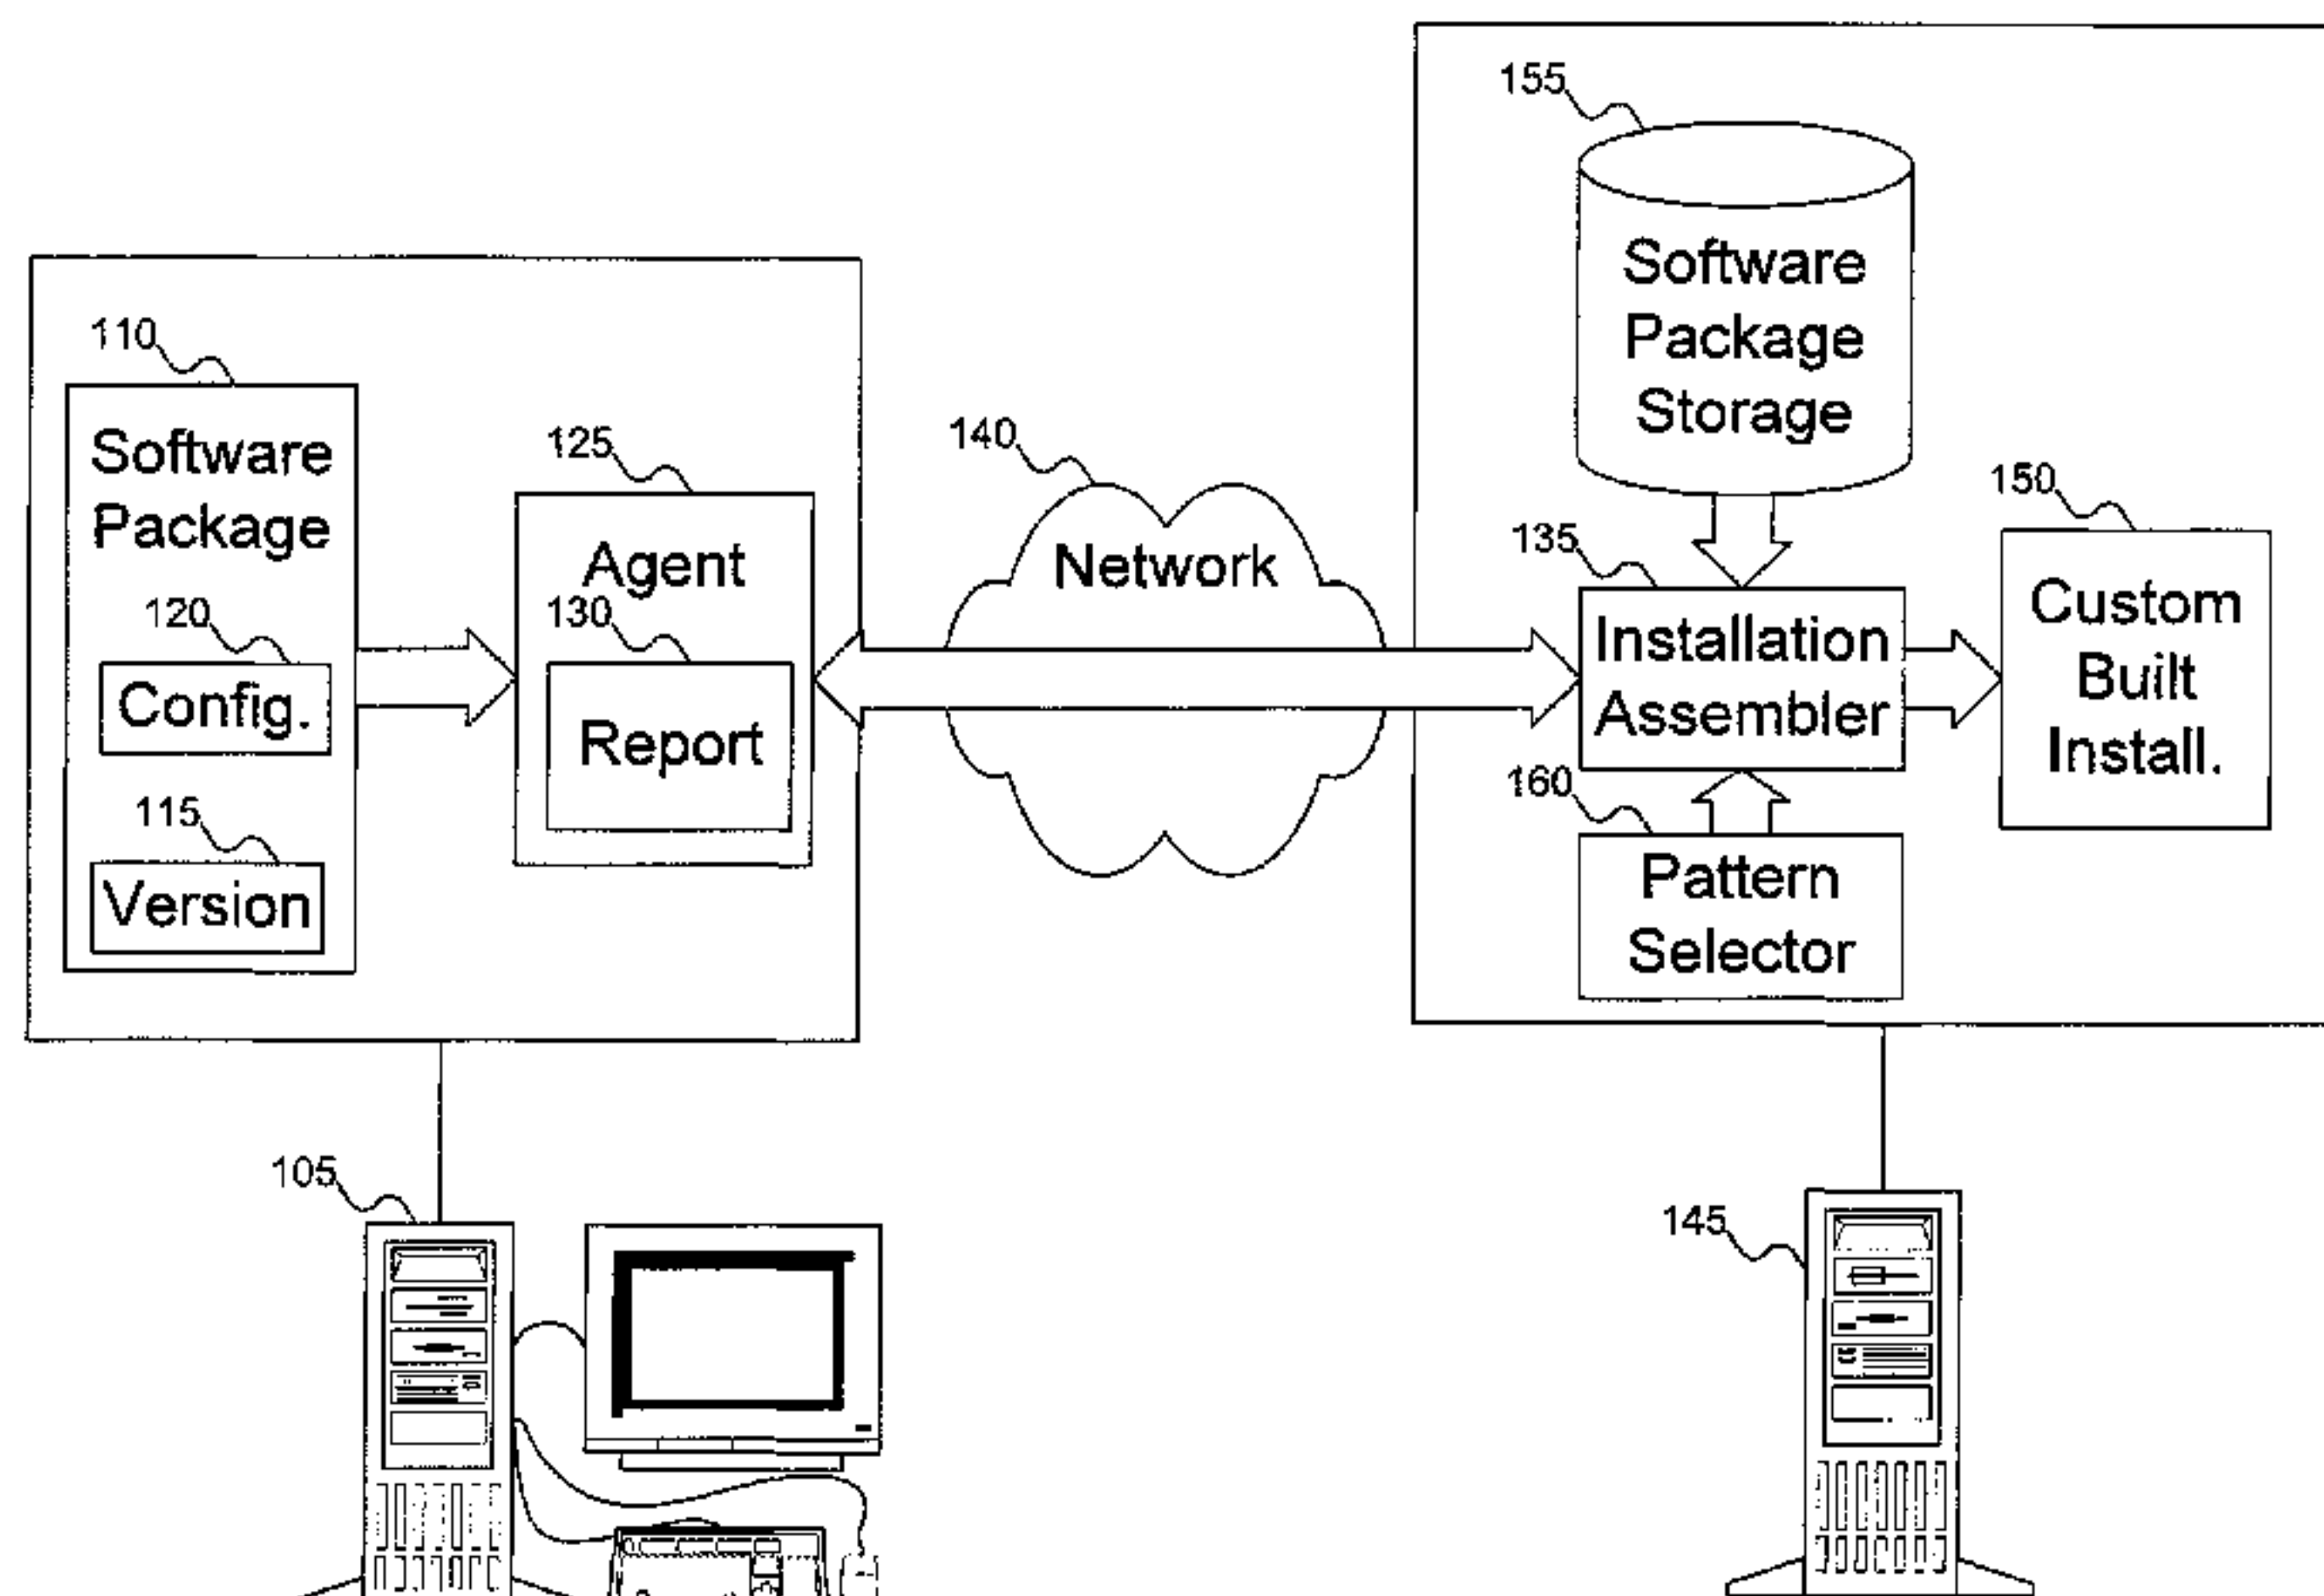 155
Software
Package
Storage
110
Software
Package
120
Config.
115
Version
125
Agent
130
Report
140
Network
135
Installation
Assembler
150
Custom
Built
Install.
160
Pattern
Selector
105
145